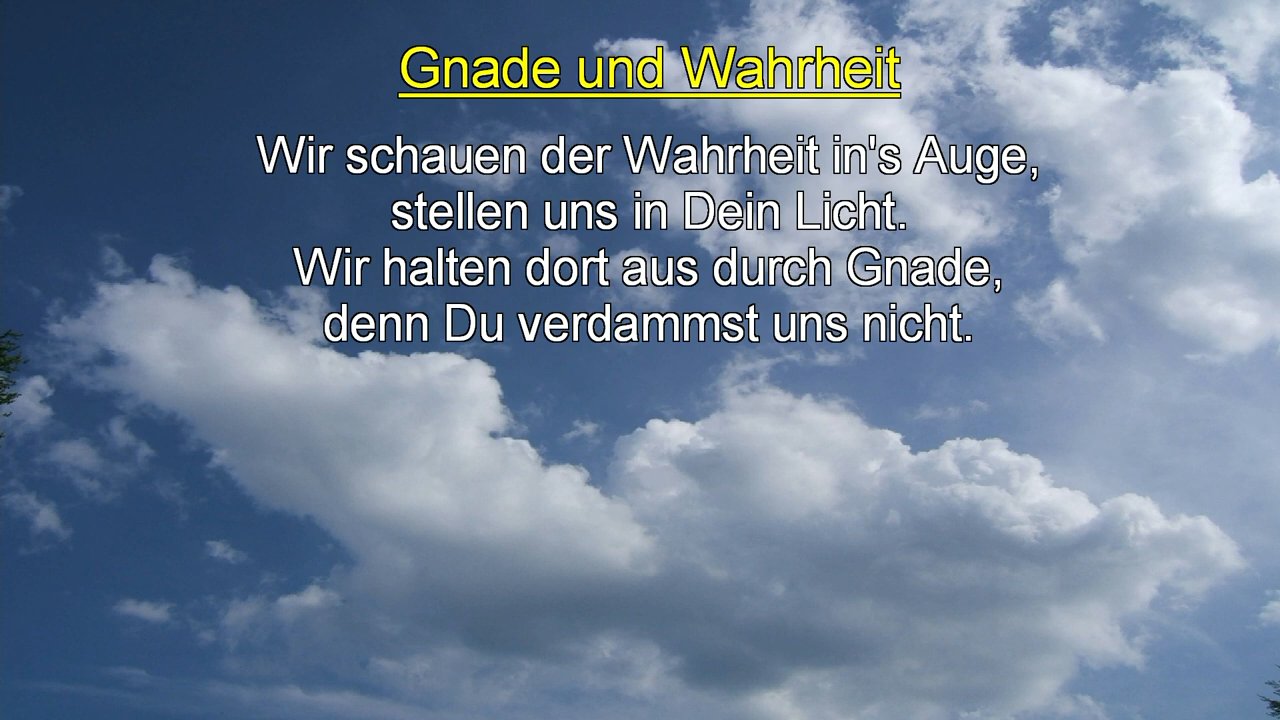 Gnade und Wahrheit
Wir schauen der Wahrheit in's Auge,
stellen uns in Dein Licht.
Wir halten dort aus durch Gnade,
denn Du verdammst uns nicht.